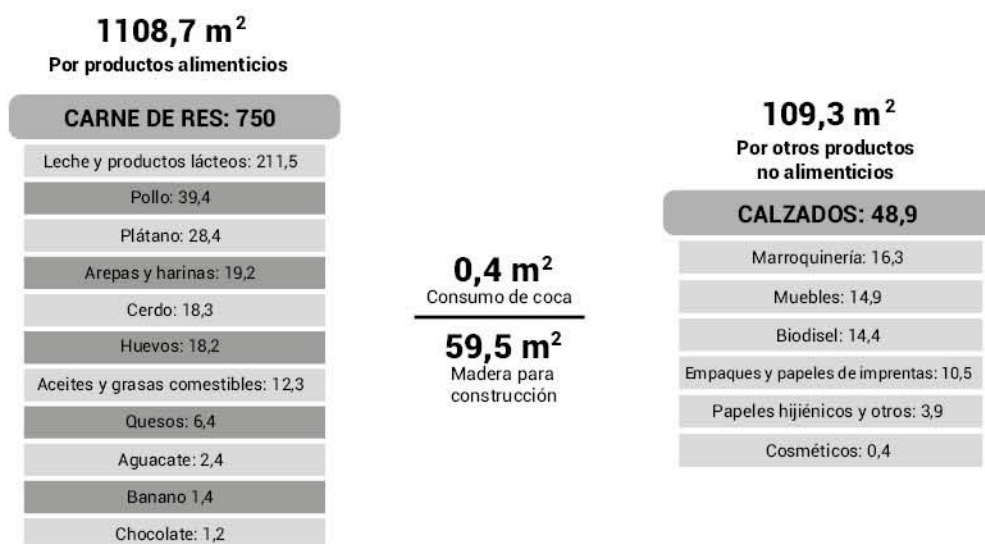 1108,7 m²
Por productos alimenticios
CARNE DE RES: 750
Leche y productos lácteos: 211,5
Pollo: 39,4
Plátano: 28,4
Arepas y harinas: 19,2
Cerdo: 18,3
Huevos: 18,2
Aceites y grasas comestibles: 12,3
Quesos: 6,4
Aguacate: 2,4
Banano 1,4
Chocolate: 1,2
0,4 m²
Consumo de coca
59,5 m²
Madera para
construcción
109,3 m²
Por otros productos
no alimenticios
CALZADOS: 48,9
Marroquinería: 16,3
Muebles: 14,9
Biodisel: 14,4
Empaques y papeles de imprentas: 10,5
Papeles hijiénicos y otros: 3,9
Cosméticos: 0,4